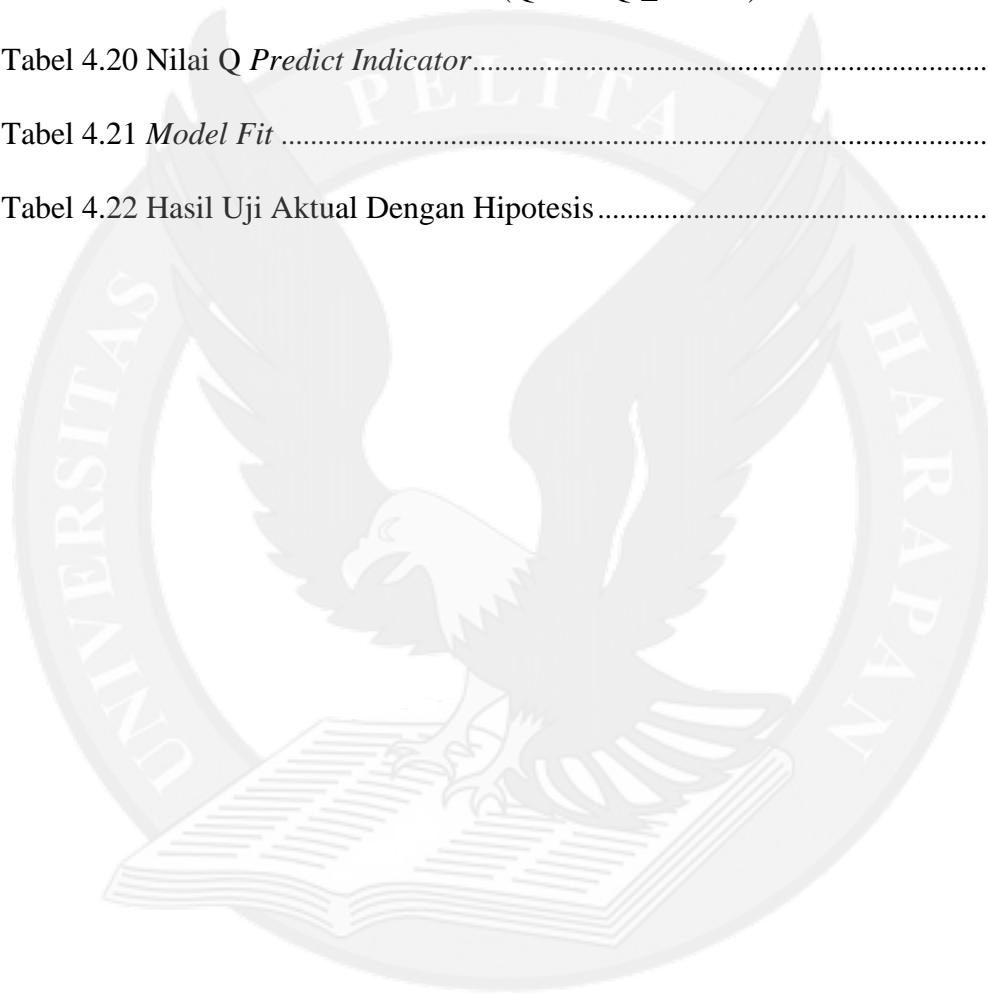 Tabel 4.20 Nilai Q Predict Indicator
Tabel 4.21 Model Fit
Tabel 4.22 Hasil Uji Aktual Dengan Hipotesis
UNIVERSITAS PELITA HARAPAN